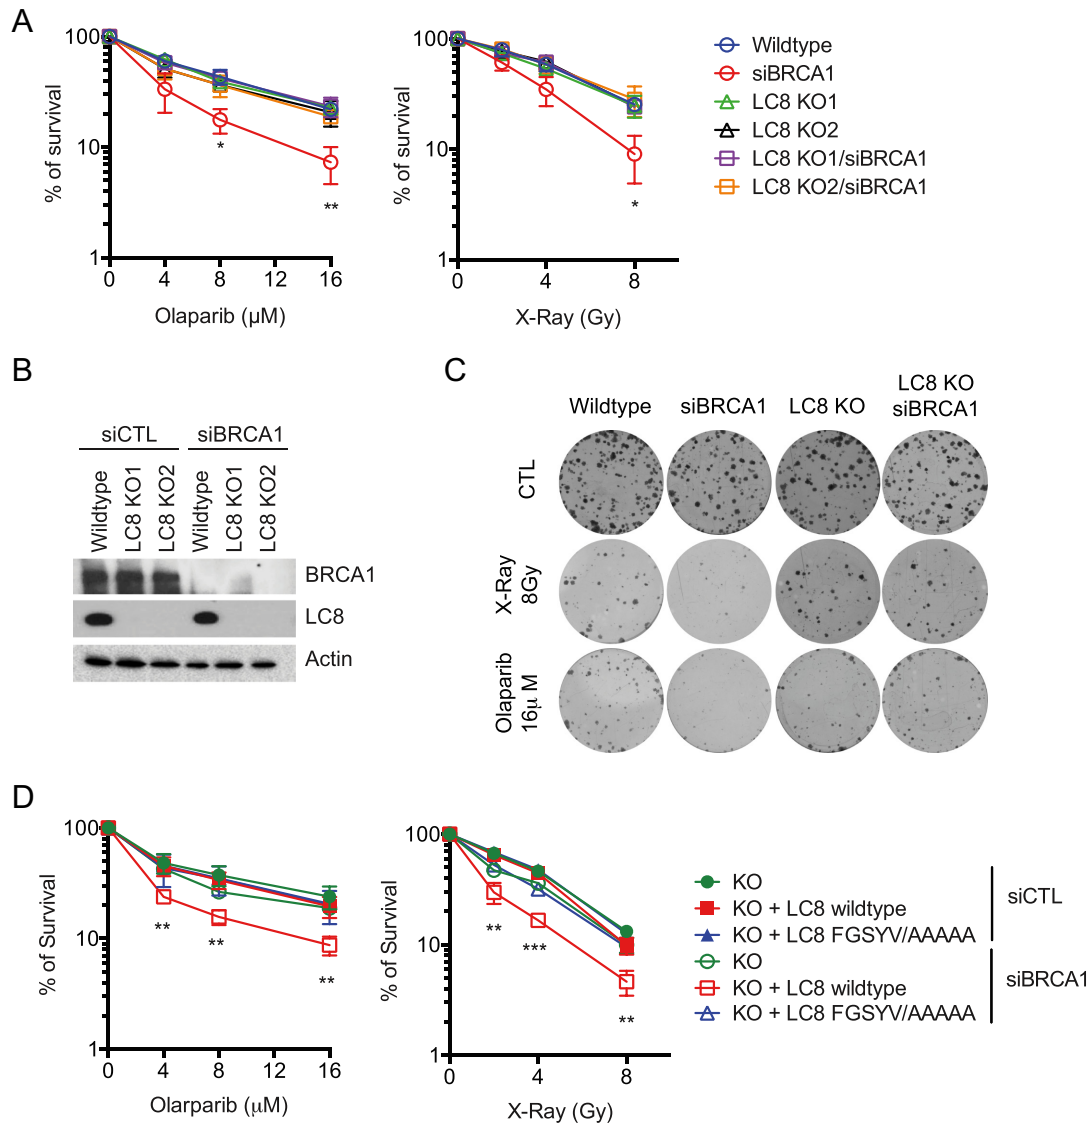 A
% of survival
100
10
1
0 4 8 12 16
Olaparib (µM)
*
**
% of survival
100
10
1
0 4 8
X-Ray (Gy)
*
Wildtype
siBRCA1
LC8 KO1
LC8 KO2
LC8 KO1/siBRCA1
LC8 KO2/siBRCA1
B
siCTL siBRCA1
Wildtype
LC8 KO1
LC8 KO2
Wildtype
LC8 KO1
LC8 KO2
BRCA1
LC8
Actin
C
Wildtype siBRCA1 LC8 KO LC8 KO
siBRCA1
CTL
X-Ray
8Gy
Olaparib
16μ M
D
% of Survival
100
10
1
0 4 8 12 16
Olarparib (μM)
**
**
**
% of Survival
100
10
1
0 4 8
X-Ray (Gy)
**
***
**
KO
KO + LC8 wildtype
KO + LC8 FGSYV//AAAAA
siCTL
KO
KO + LC8 wildtype
KO + LC8 FGSYV//AAAAA
siBRCA1